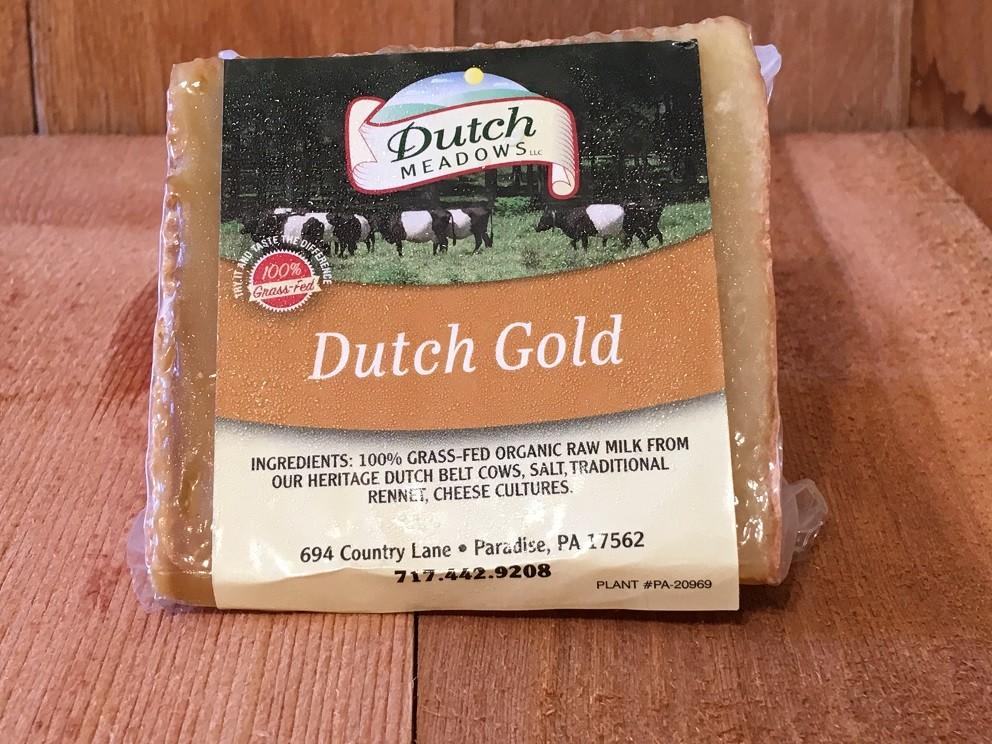 Dutch
MEADOWS LLC
TRY IT AND TASTE THE DIFFERENCE
100%
Grass-Fed
Dutch Gold
INGREDIENTS: 100% GRASS-FED ORGANIC RAW MILK FROM
OUR HERITAGE DUTCH BELT COWS, SALT, TRADITIONAL
RENNET, CHEESE CULTURES.
694 Country Lane • Paradise, PA 17562
717.442.9208
PLANT #PA-20969